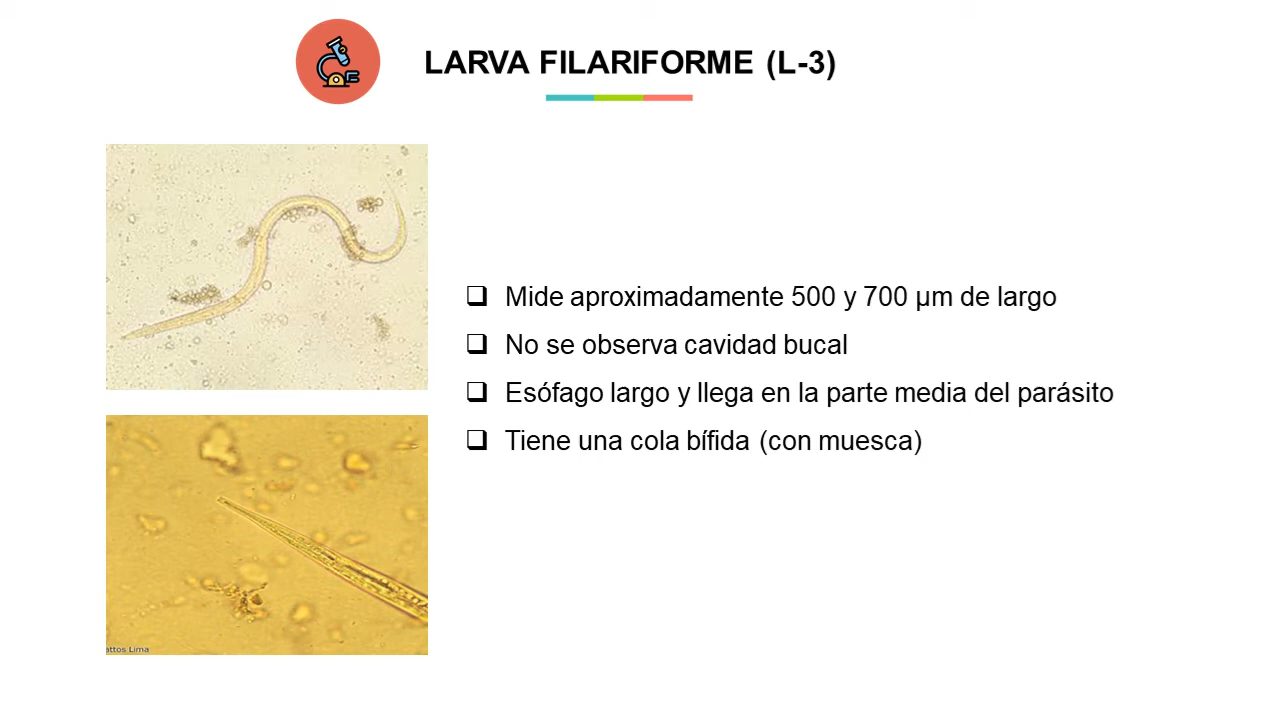 LARVA FILARIFORME (L-3)
Mide aproximadamente 500 y 700 µm de largo
No se observa cavidad bucal
Esófago largo y llega en la parte media del parásito
Tiene una cola bífida (con muesca)
attos Lima